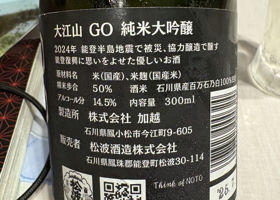 大江山 GO 純米大吟醸
2024年 能登半島地震で被災、協力醸造で醸す
能登復興に思いをよせた優しいお酒
原材料名 米(国産)、米麹(国産米)
精米歩合 50% 酒米 石川県産百万石乃白100%
アルコール分 14.5% 内容量 300ml
製造所 株式会社 加越
石川県小松市今江町9-605
販売者 松波酒造株式会社
石川県鳳珠郡能登町松波30-114
Think of NOTO